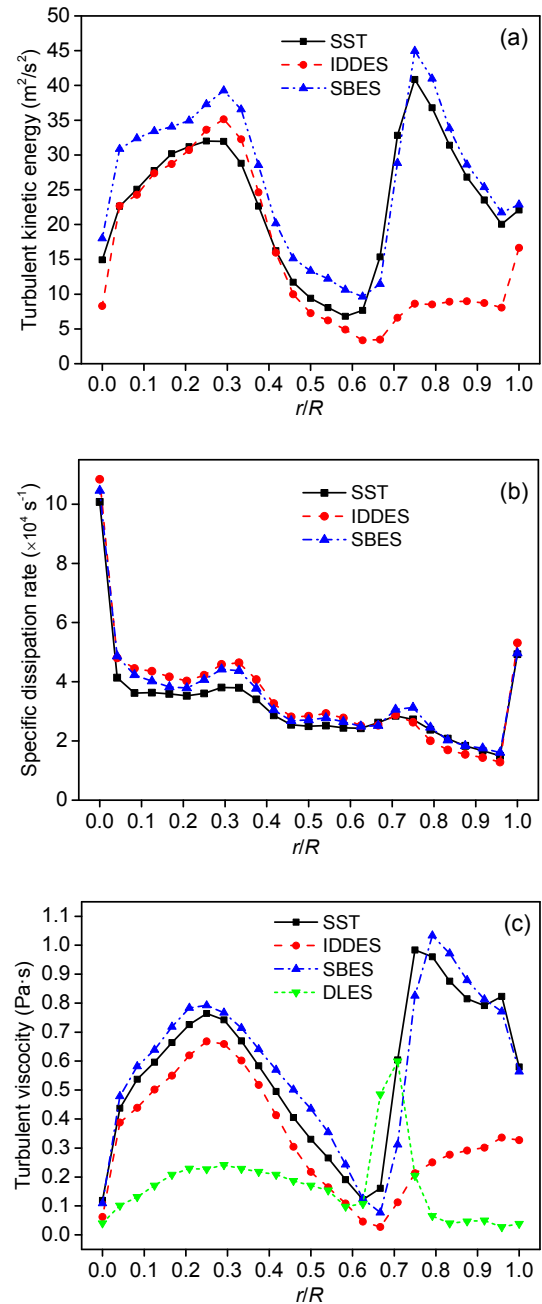 (a)
SST
IDDES
SBES
Turbulent kinetic energy (m²/s²)
50
45
40
35
30
25
20
15
10
5
0
0.0 0.1 0.2 0.3 0.4 0.5 0.6 0.7 0.8 0.9 1.0
r/R
(b)
SST
IDDES
SBES
Specific dissipation rate (×10⁴ s⁻¹)
10
8
6
4
2
0
0.0 0.1 0.2 0.3 0.4 0.5 0.6 0.7 0.8 0.9 1.0
r/R
(c)
SST
IDDES
SBES
DLES
Turbulent viscocity (Pa·s)
1.1
1.0
0.9
0.8
0.7
0.6
0.5
0.4
0.3
0.2
0.1
0.0
0.0 0.1 0.2 0.3 0.4 0.5 0.6 0.7 0.8 0.9 1.0
r/R